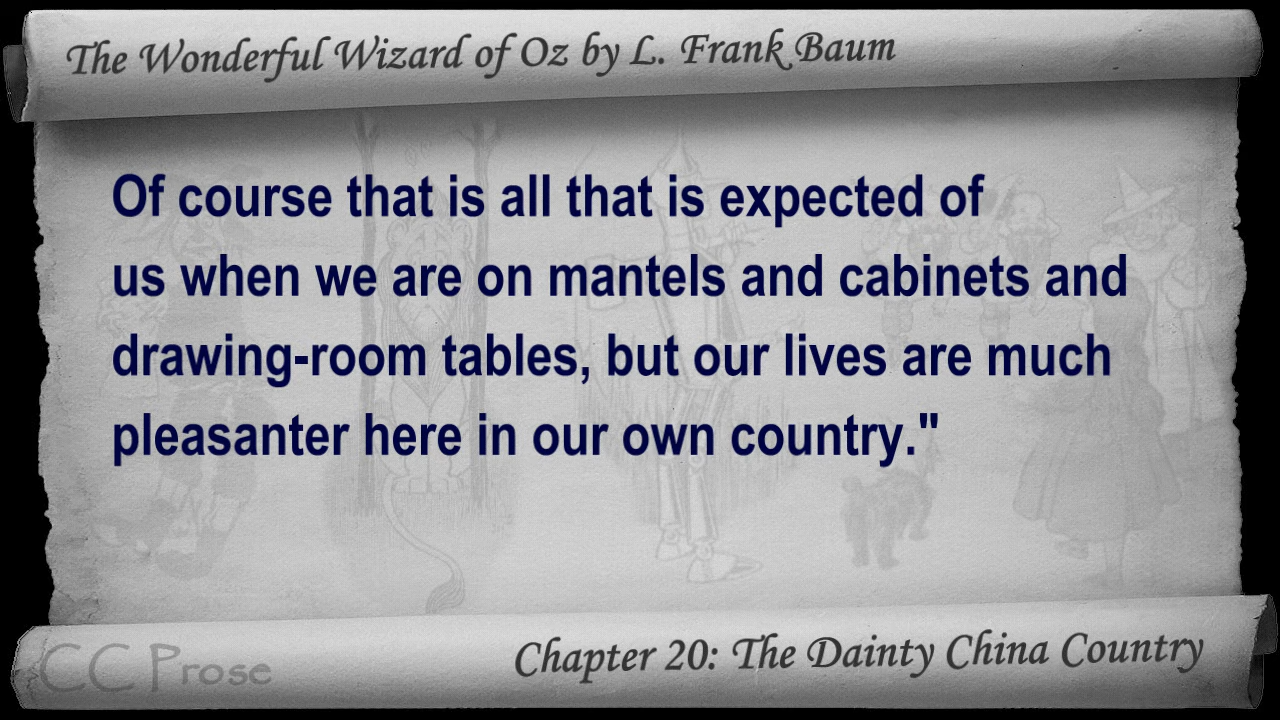 The Wonderful Wizard of Oz by L. Frank Baum
Of course that is all that is expected of
us when we are on mantels and cabinets and
drawing-room tables, but our lives are much
pleasanter here in our own country."
CC Prose
Chapter 20: The Dainty China Country